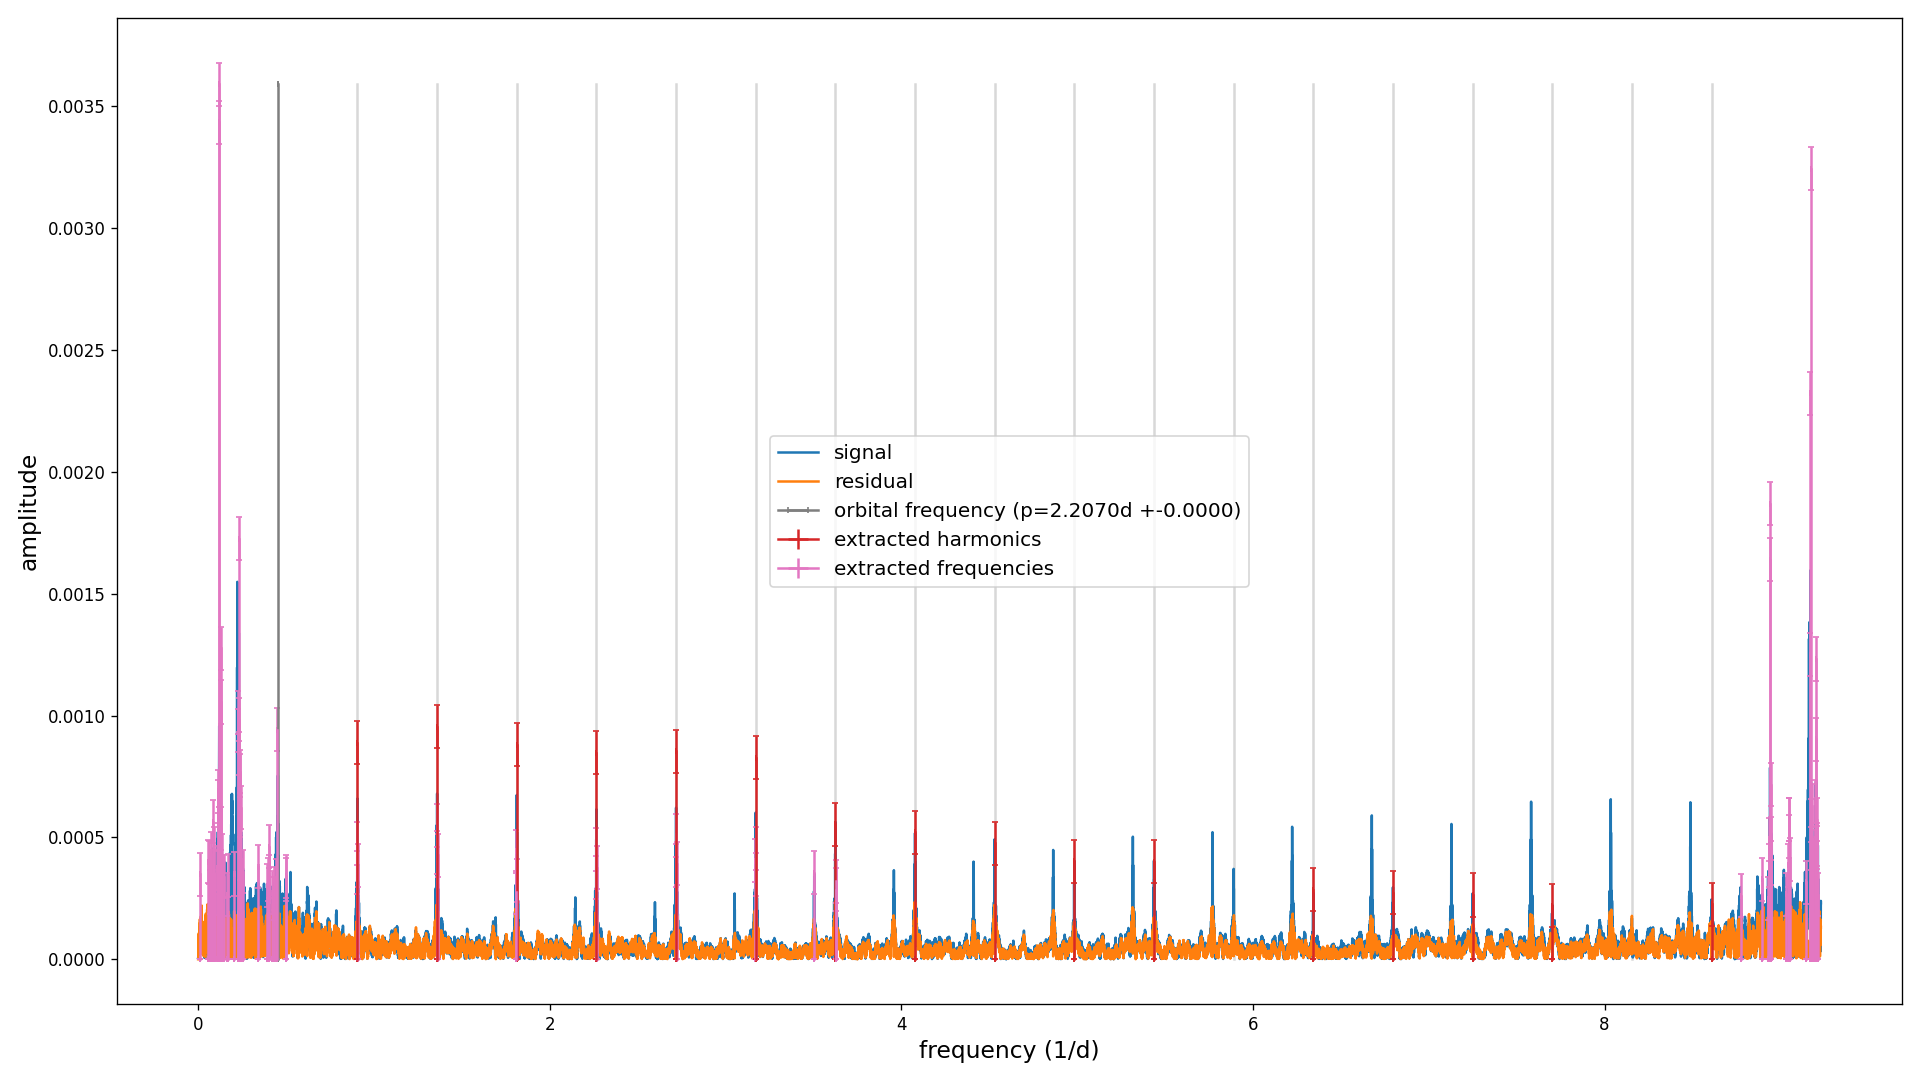 0.0035
0.0030
0.0025
0.0020
0.0015
0.0010
0.0005
0.0000
amplitude
signal
residual
orbital frequency (p=2.2070d +-0.0000)
extracted harmonics
extracted frequencies
0 2 4 6 8
frequency (1/d)